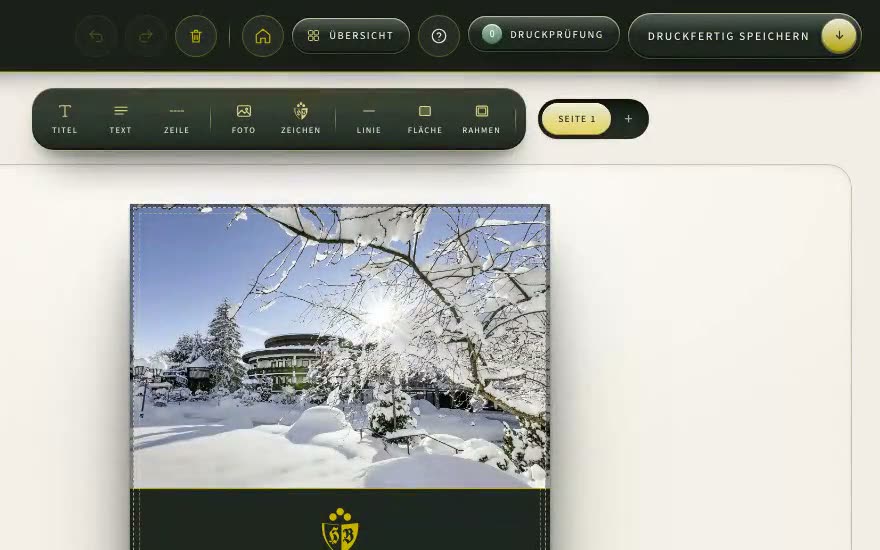 ÜBERSICHT
0 DRUCKPRÜFUNG
DRUCKFERTIG SPEICHERN
TITEL
TEXT
ZEILE
FOTO
ZEICHEN
LINIE
FLÄCHE
RAHMEN
SEITE 1
+